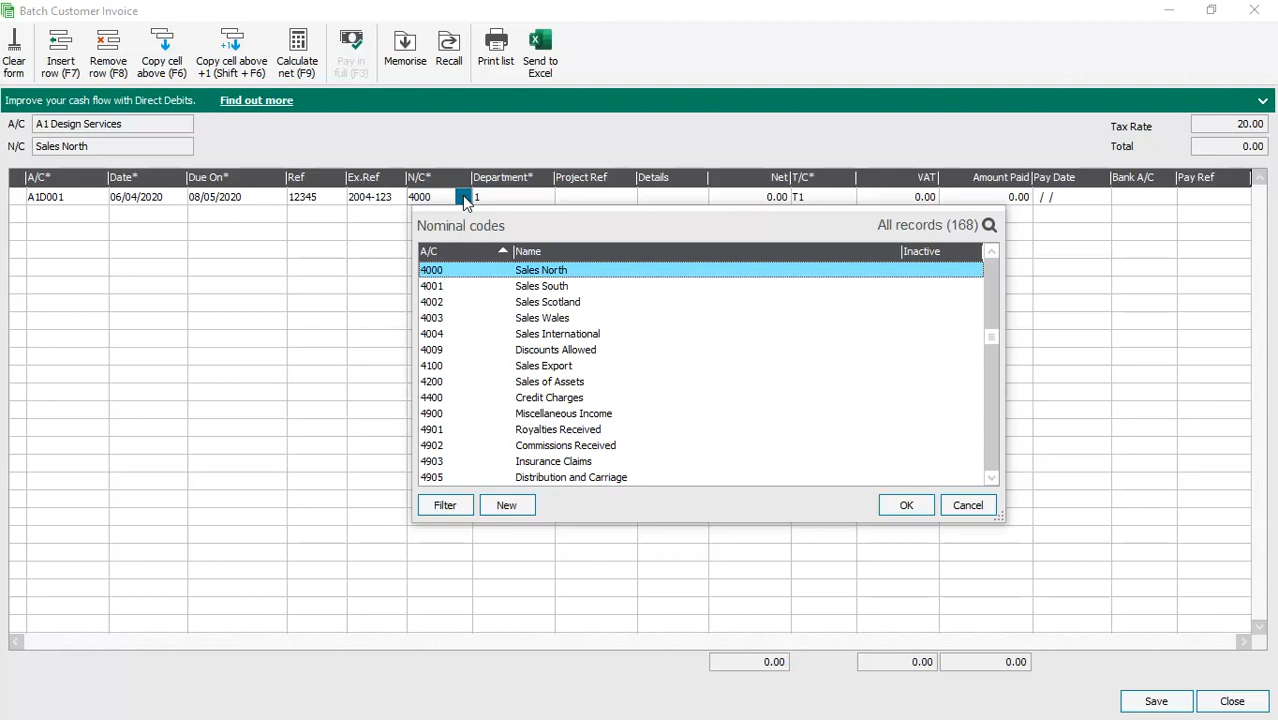 Batch Customer Invoice
Clear form
Insert row (F7)
Remove row (F8)
Copy cell above (F6)
Copy cell above +1 (Shift + F6)
Calculate net (F9)
Pay in full (F3)
Memorise
Recall
Print list
Send to Excel
Improve your cash flow with Direct Debits. Find out more
A/C A1 Design Services
Tax Rate 20.00
N/C Sales North
Total 0.00
A/C* Date* Due On* Ref Ex.Ref N/C* Department* Project Ref Details Net T/C* VAT Amount Paid Pay Date Bank A/C Pay Ref
A1D001 06/04/2020 08/05/2020 12345 2004-123 4000 1 0.00 T1 0.00 0.00 / /
Nominal codes All records (168)
A/C Name Inactive
4000 Sales North
4001 Sales South
4002 Sales Scotland
4003 Sales Wales
4004 Sales International
4009 Discounts Allowed
4100 Sales Export
4200 Sales of Assets
4400 Credit Charges
4900 Miscellaneous Income
4901 Royalties Received
4902 Commissions Received
4903 Insurance Claims
4905 Distribution and Carriage
Filter New OK Cancel
0.00 0.00 0.00
Save Close